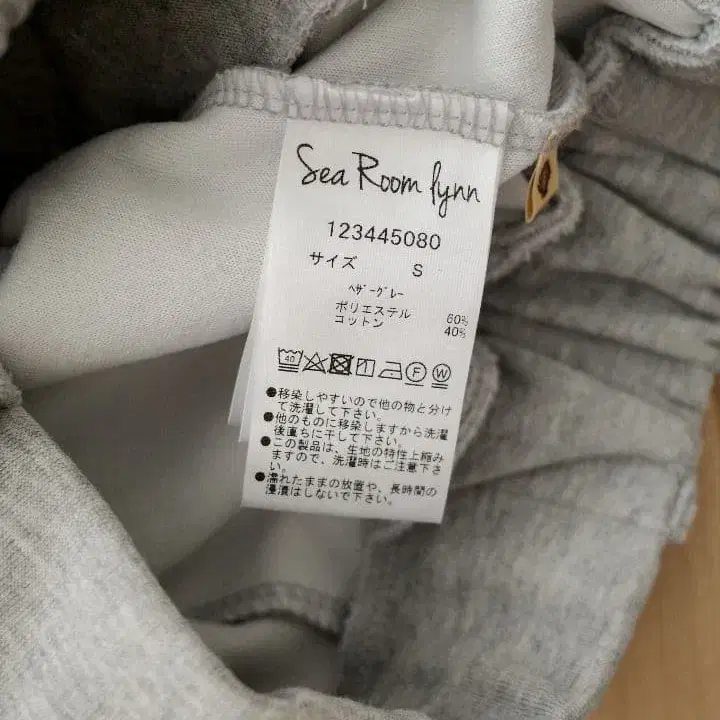 Sea Room lynn
123445080
サイズ S
ﾍｻﾞｰｸﾞﾚｰ
ポリエステル 60%
コットン 40%
40 F W
●移染しやすいので他の物と分け
て洗濯して下さい。
●他のものに移染しますから洗濯
後直ちに干して下さい。
●この製品は、生地の特性上縮み
ますので、洗濯時はご注意下さ
い。
●濡れたままの放置や、長時間の
浸漬はしないで下さい。